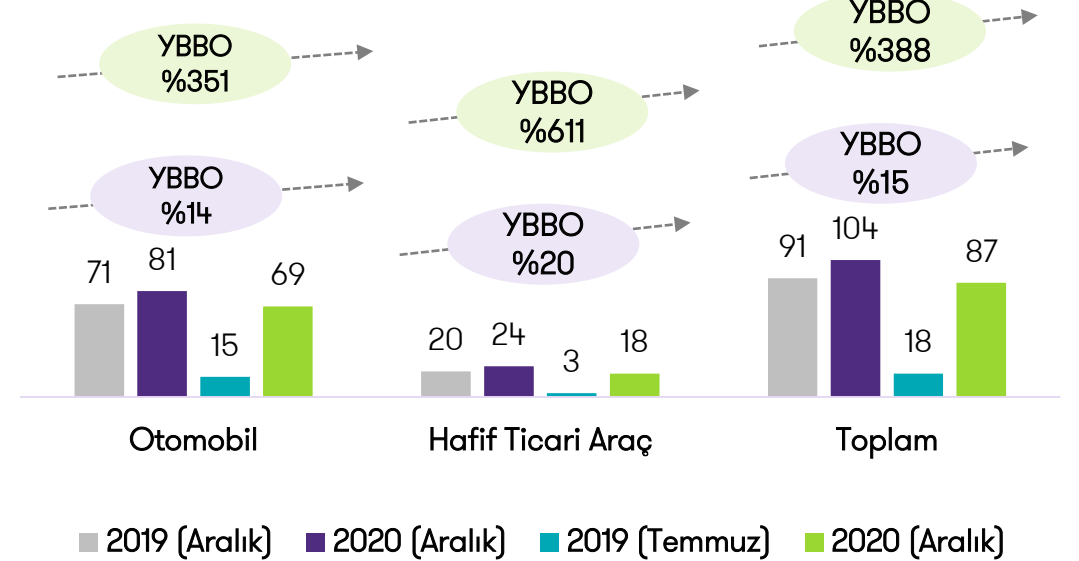 YBBO
%351
YBBO
%14
71
81
15
69
Otomobil
YBBO
%611
YBBO
%20
20
24
3
18
Hafif Ticari Araç
YBBO
%388
YBBO
%15
91
104
18
87
Toplam
2019 (Aralık) 2020 (Aralık) 2019 (Temmuz) 2020 (Aralık)